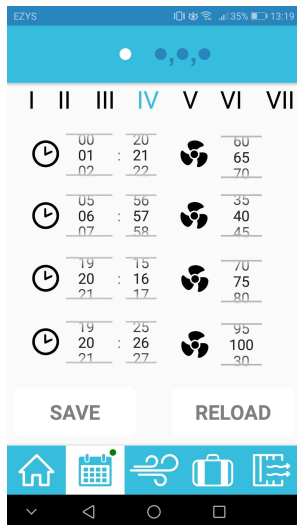 EZYS 35% 13:19
I II III IV V VI VII
00 20 60
01 : 21 65
02 22 70
05 56 35
06 : 57 40
07 58 45
19 15 70
20 : 16 75
21 17 80
19 25 95
20 : 26 100
21 27 30
SAVE RELOAD